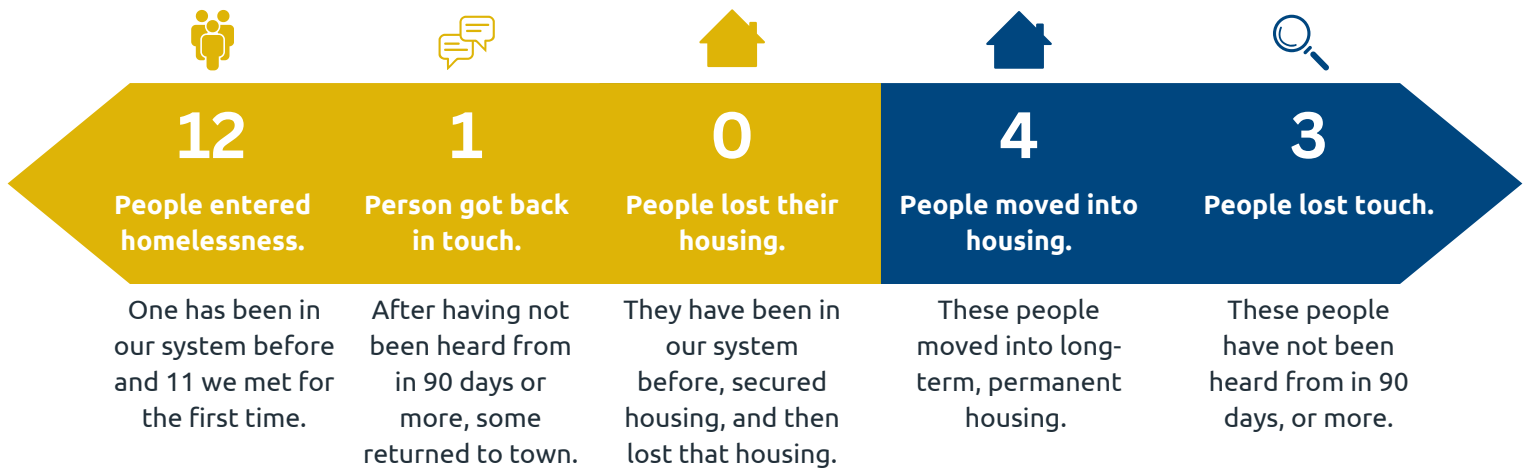 12
People entered
homelessness.
One has been in
our system before
and 11 we met for
the first time.
1
Person got back
in touch.
After having not
been heard from
in 90 days or
more, some
returned to town.
0
People lost their
housing.
They have been in
our system
before, secured
housing, and then
lost that housing.
4
People moved into
housing.
These people
moved into long-
term, permanent
housing.
3
People lost touch.
These people
have not been
heard from in 90
days, or more.